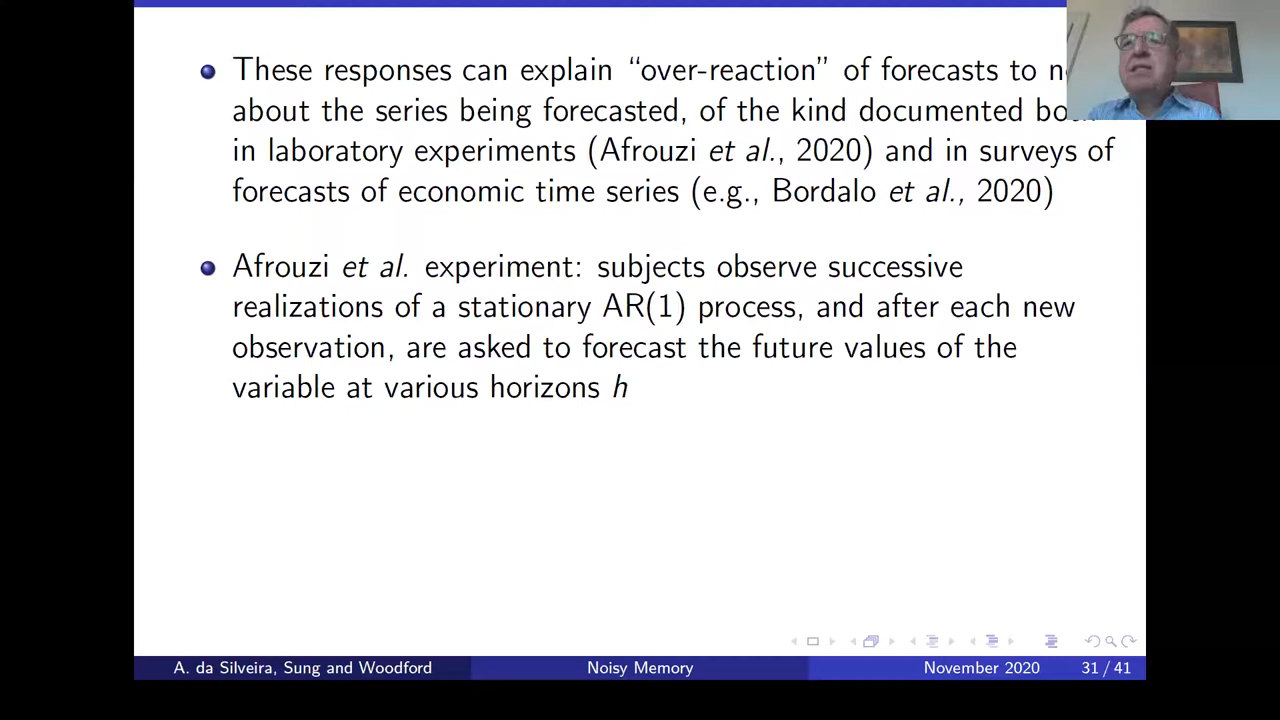 These responses can explain “over-reaction” of forecasts to
about the series being forecasted, of the kind documented
in laboratory experiments (Afrouzi et al., 2020) and in surveys of
forecasts of economic time series (e.g., Bordalo et al., 2020)
Afrouzi et al. experiment: subjects observe successive
realizations of a stationary AR(1) process, and after each new
observation, are asked to forecast the future values of the
variable at various horizons h
A. da Silveira, Sung and Woodford Noisy Memory November 2020 31 / 41